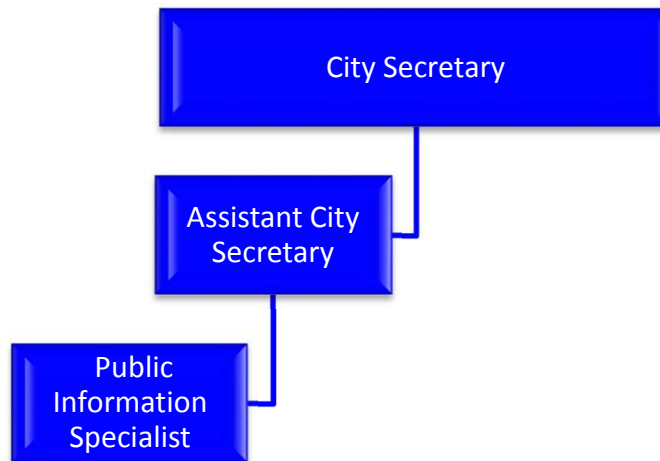 City Secretary
Assistant City
Secretary
Public
Information
Specialist